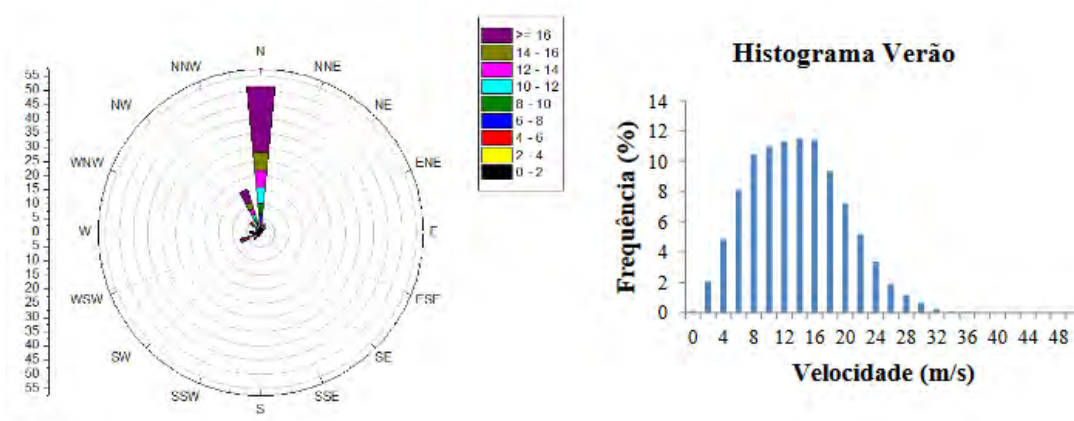 N
NNE
NE
ENE
E
ESE
SE
SSE
S
SSW
SW
WSW
W
WNW
NW
NNW
55
50
45
40
35
30
25
20
15
10
5
0
5
10
15
20
25
30
35
40
45
50
55
>= 16
14 - 16
12 - 14
10 - 12
8 - 10
6 - 8
4 - 6
2 - 4
0 - 2
Histograma Verão
Frequência (%)
14
12
10
8
6
4
2
0
0 4 8 12 16 20 24 28 32 36 40 44 48
Velocidade (m/s)